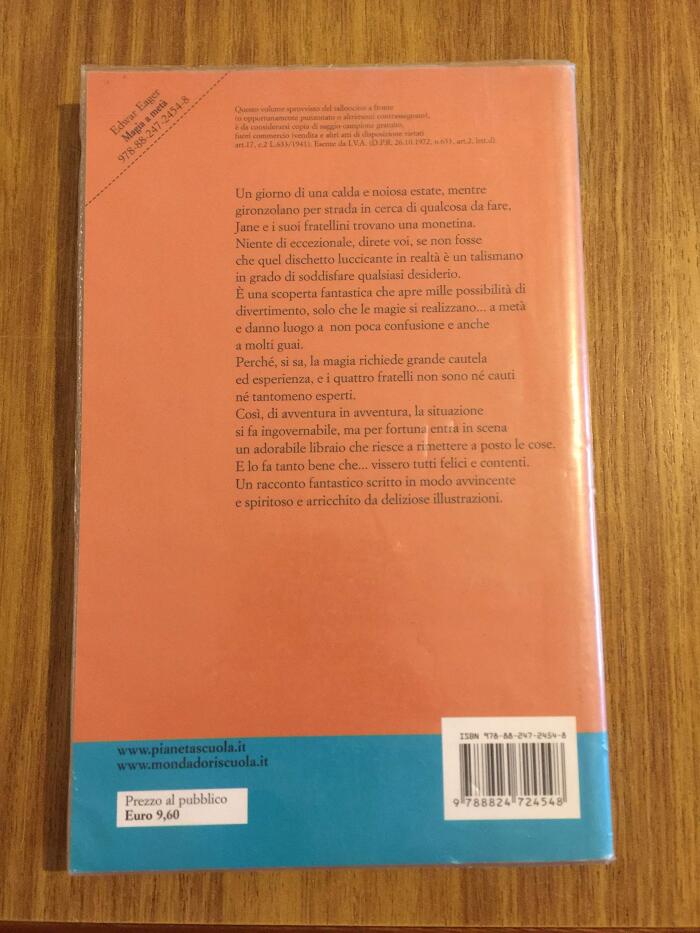 Edwar Eager
Magia a metà
978-88-247-2454-8
Questo volume sprovvisto del talloncino a fronte
(o opportunamente punzonato o altrimenti contrassegnato),
è da considerarsi copia di saggio-campione gratuito,
fuori commercio (vendita e altri atti di disposizione vietati
art.17, c.2 L.633/1941). Esente da I.V.A. (D.P.R. 26.10.1972, n.633, art.2, lett.d).
Un giorno di una calda e noiosa estate, mentre
gironzolano per strada in cerca di qualcosa da fare,
Jane e i suoi fratellini trovano una monetina.
Niente di eccezionale, direte voi, se non fosse
che quel dischetto luccicante in realtà è un talismano
in grado di soddisfare qualsiasi desiderio.
È una scoperta fantastica che apre mille possibilità di
divertimento, solo che le magie si realizzano... a metà
e danno luogo a non poca confusione e anche
a molti guai.
Perché, si sa, la magia richiede grande cautela
ed esperienza, e i quattro fratelli non sono né cauti
né tantomeno esperti.
Così, di avventura in avventura, la situazione
si fa ingovernabile, ma per fortuna entra in scena
un adorabile libraio che riesce a rimettere a posto le cose.
E lo fa tanto bene che... vissero tutti felici e contenti.
Un racconto fantastico scritto in modo avvincente
e spiritoso e arricchito da deliziose illustrazioni.
www.pianetascuola.it
www.mondadoriscuola.it
Prezzo al pubblico
Euro 9,60
ISBN 978-88-247-2454-8
9 788824 724548